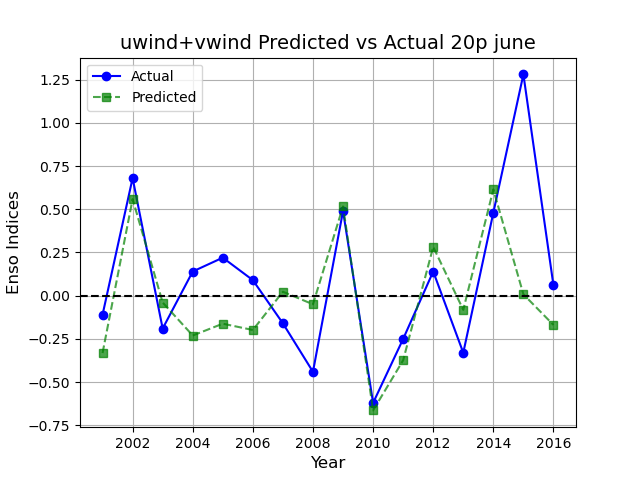 uwind+vwind Predicted vs Actual 20p june
Actual
Predicted
1.25
1.00
0.75
0.50
0.25
0.00
−0.25
−0.50
−0.75
Enso Indices
2002 2004 2006 2008 2010 2012 2014 2016
Year